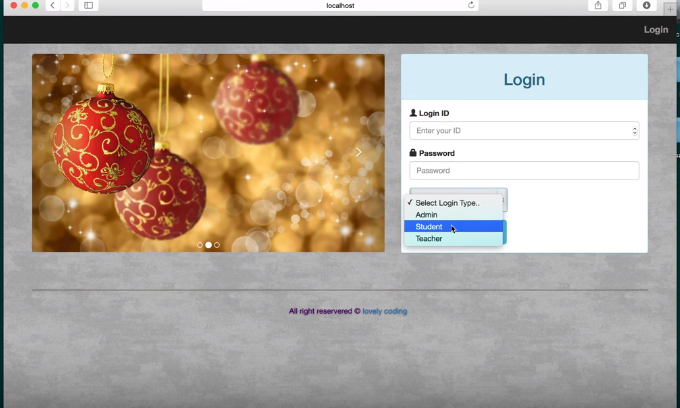 localhost
Login
Login
Login ID
Enter your ID
Password
Password
✓ Select Login Type..
Admin
Student
Teacher
All right reservered © lovely coding